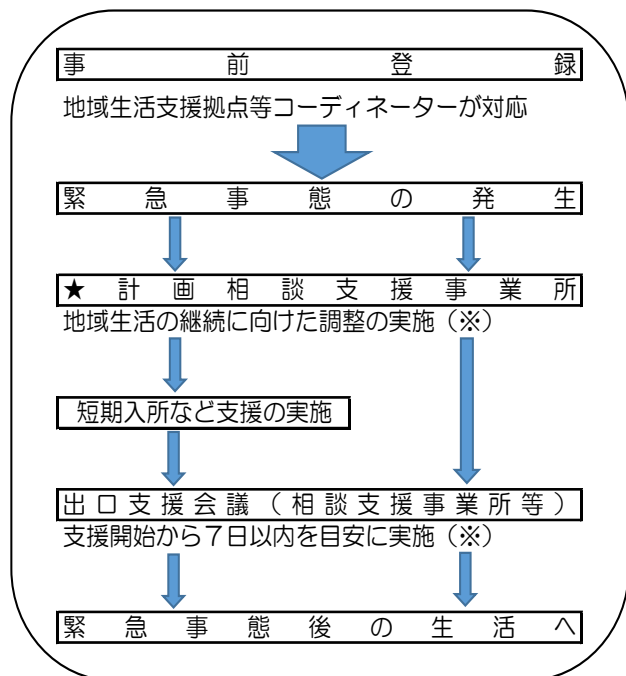 事前登録
地域生活支援拠点等コーディネーターが対応
緊急事態の発生
★計画相談支援事業所
地域生活の継続に向けた調整の実施（※）
短期入所など支援の実施
出口支援会議（相談支援事業所等）
支援開始から７日以内を目安に実施（※）
緊急事態後の生活へ